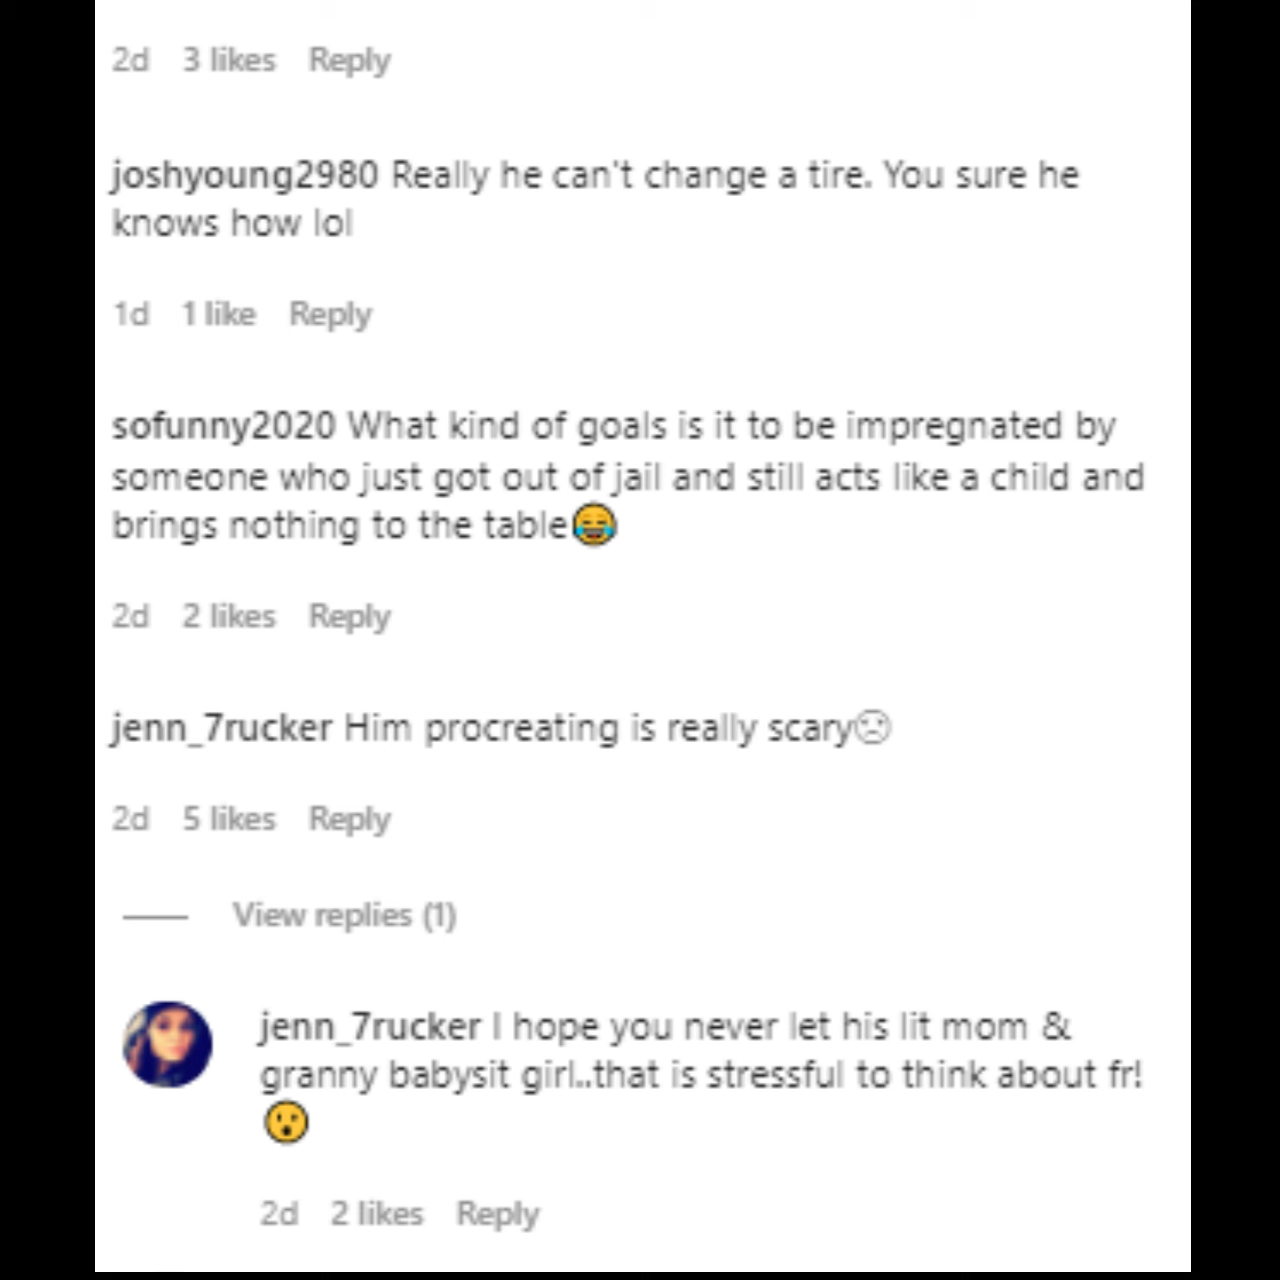 2d 3 likes Reply
joshyoung2980 Really he can't change a tire. You sure he
knows how lol
1d 1 like Reply
sofunny2020 What kind of goals is it to be impregnated by
someone who just got out of jail and still acts like a child and
brings nothing to the table😂
2d 2 likes Reply
jenn_7rucker Him procreating is really scary☹
2d 5 likes Reply
View replies (1)
jenn_7rucker I hope you never let his lit mom &
granny babysit girl..that is stressful to think about fr!
😯
2d 2 likes Reply